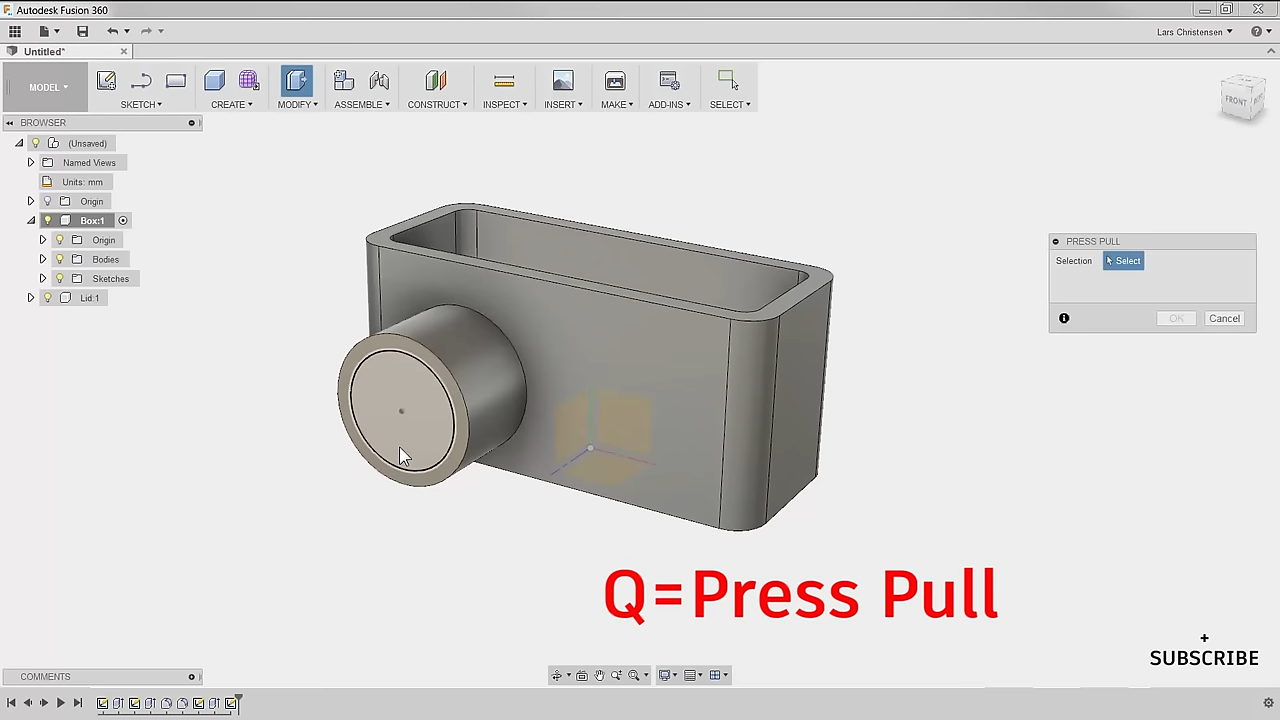 Autodesk Fusion 360
Lars Christensen
Untitled*
MODEL
SKETCH
CREATE
MODIFY
ASSEMBLE
CONSTRUCT
INSPECT
INSERT
MAKE
ADD-INS
SELECT
FRONT
BROWSER
(Unsaved)
Named Views
Units: mm
Origin
Box:1
Origin
Bodies
Sketches
Lid:1
PRESS PULL
Selection
Select
OK
Cancel
Q=Press Pull
+
SUBSCRIBE
COMMENTS